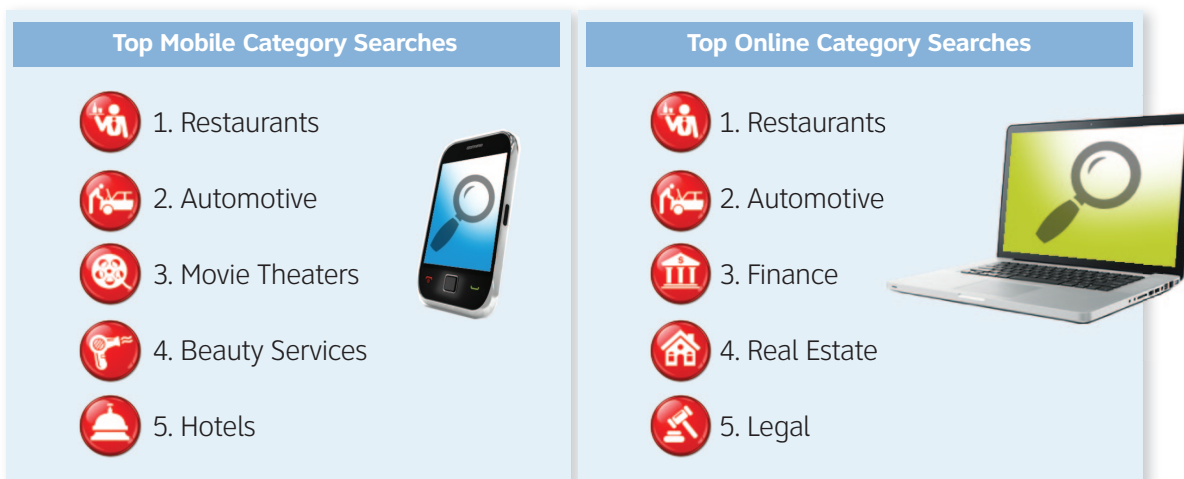 Top Mobile Category Searches
1. Restaurants
2. Automotive
3. Movie Theaters
4. Beauty Services
5. Hotels
Top Online Category Searches
1. Restaurants
2. Automotive
3. Finance
4. Real Estate
5. Legal